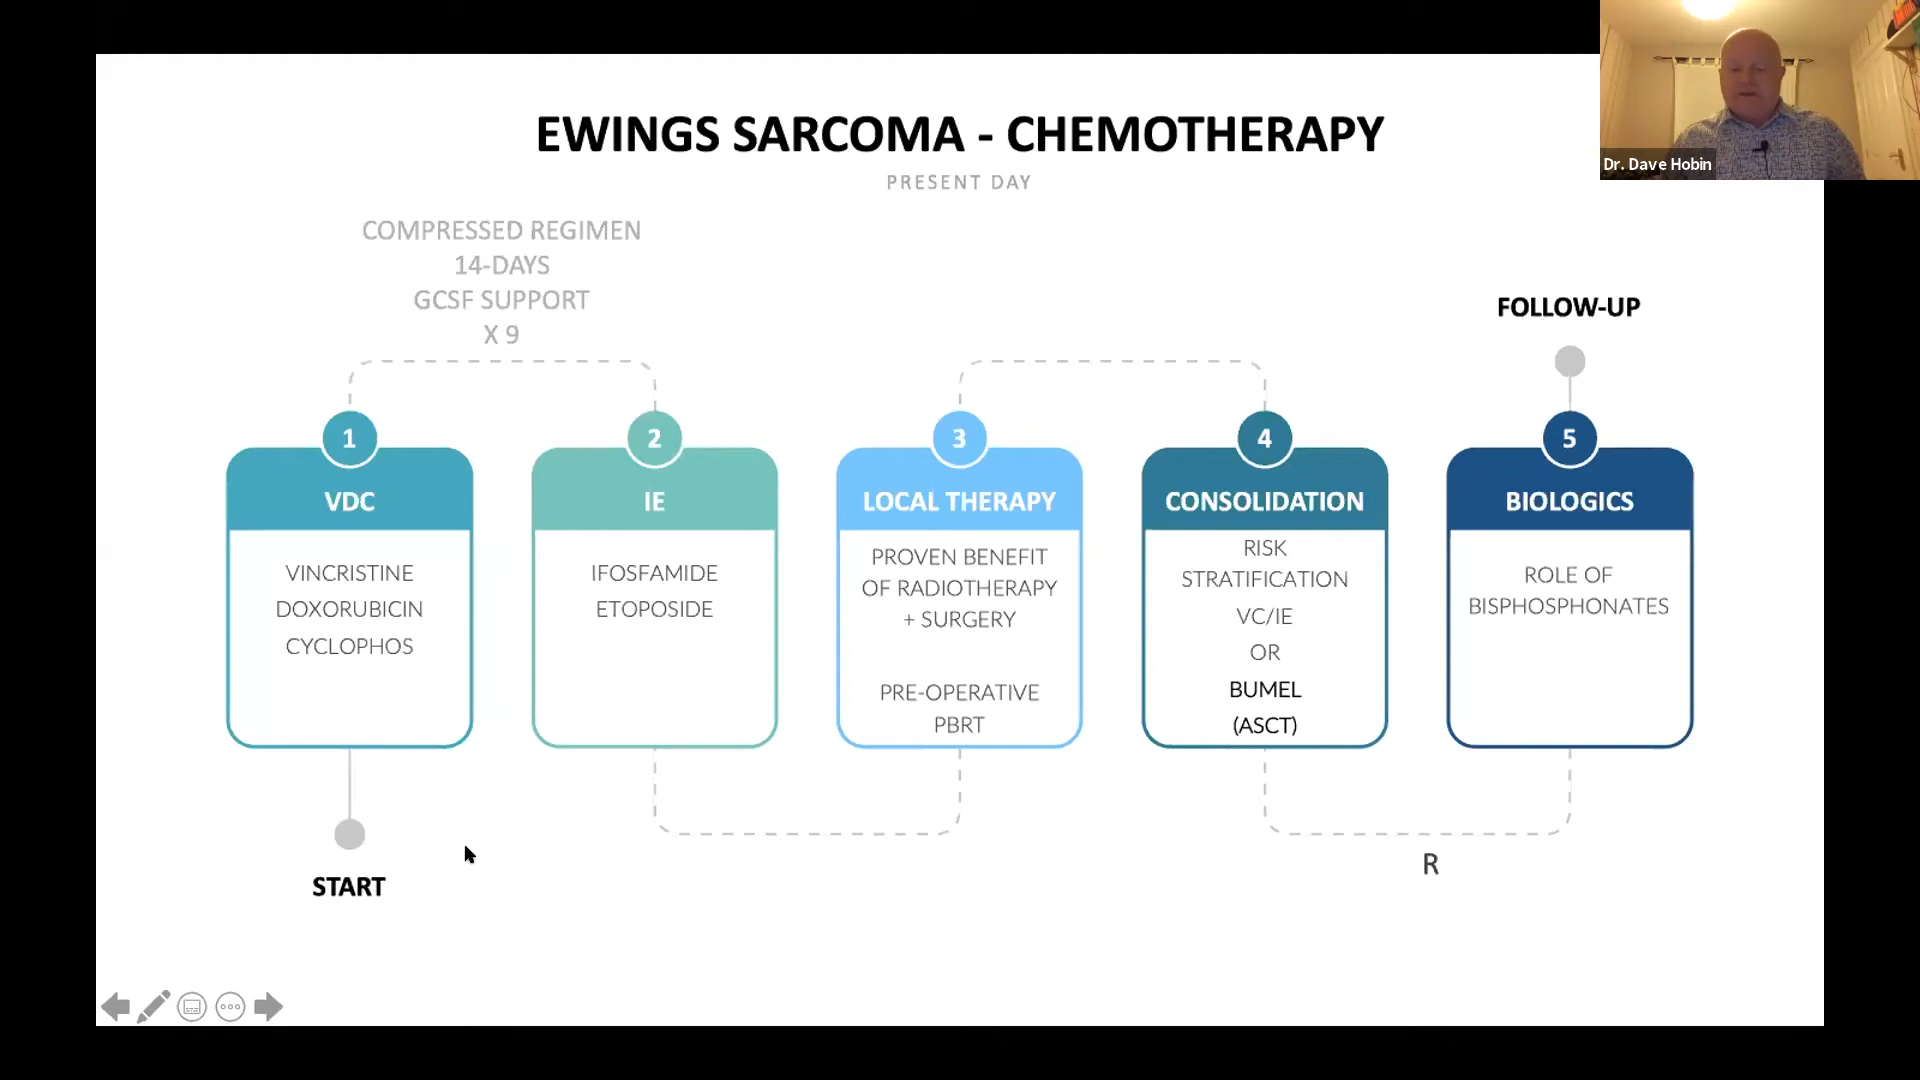 EWINGS SARCOMA - CHEMOTHERAPY
PRESENT DAY
Dr. Dave Hobin
COMPRESSED REGIMEN
14-DAYS
GCSF SUPPORT
X 9
FOLLOW-UP
1
VDC
VINCRISTINE
DOXORUBICIN
CYCLOPHOS
2
IE
IFOSFAMIDE
ETOPOSIDE
3
LOCAL THERAPY
PROVEN BENEFIT
OF RADIOTHERAPY
+ SURGERY
PRE-OPERATIVE
PBRT
4
CONSOLIDATION
RISK
STRATIFICATION
VC/IE
OR
BUMEL
(ASCT)
5
BIOLOGICS
ROLE OF
BISPHOSPHONATES
START
R